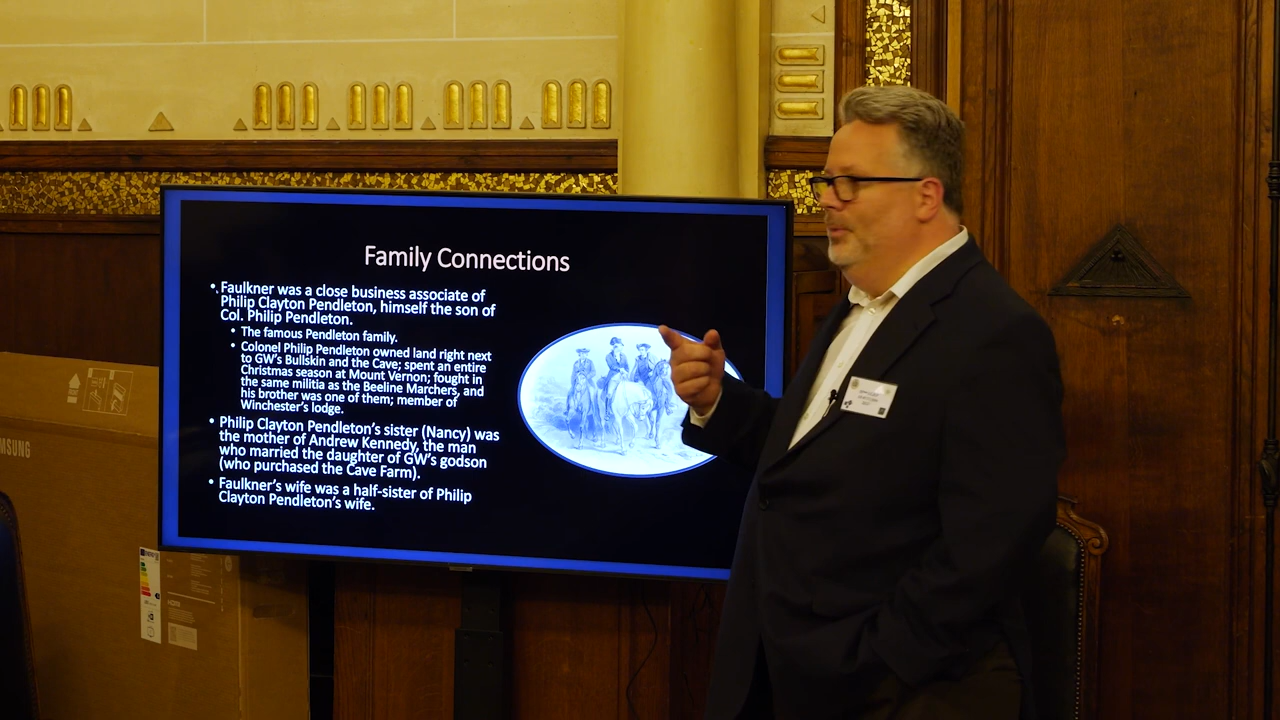 Family Connections
• Faulkner was a close business associate of
Philip Clayton Pendleton, himself the son of
Col. Philip Pendleton.
• The famous Pendleton family.
• Colonel Philip Pendleton owned land right next
to GW's Bullskin and the Cave; spent an entire
Christmas season at Mount Vernon; fought in
the same militia as the Beeline Marchers, and
his brother was one of them; member of
Winchester's lodge.
• Philip Clayton Pendleton's sister (Nancy) was
the mother of Andrew Kennedy, the man
who married the daughter of GW's godson
(who purchased the Cave Farm).
• Faulkner's wife was a half-sister of Philip
Clayton Pendleton's wife.
MSUNG